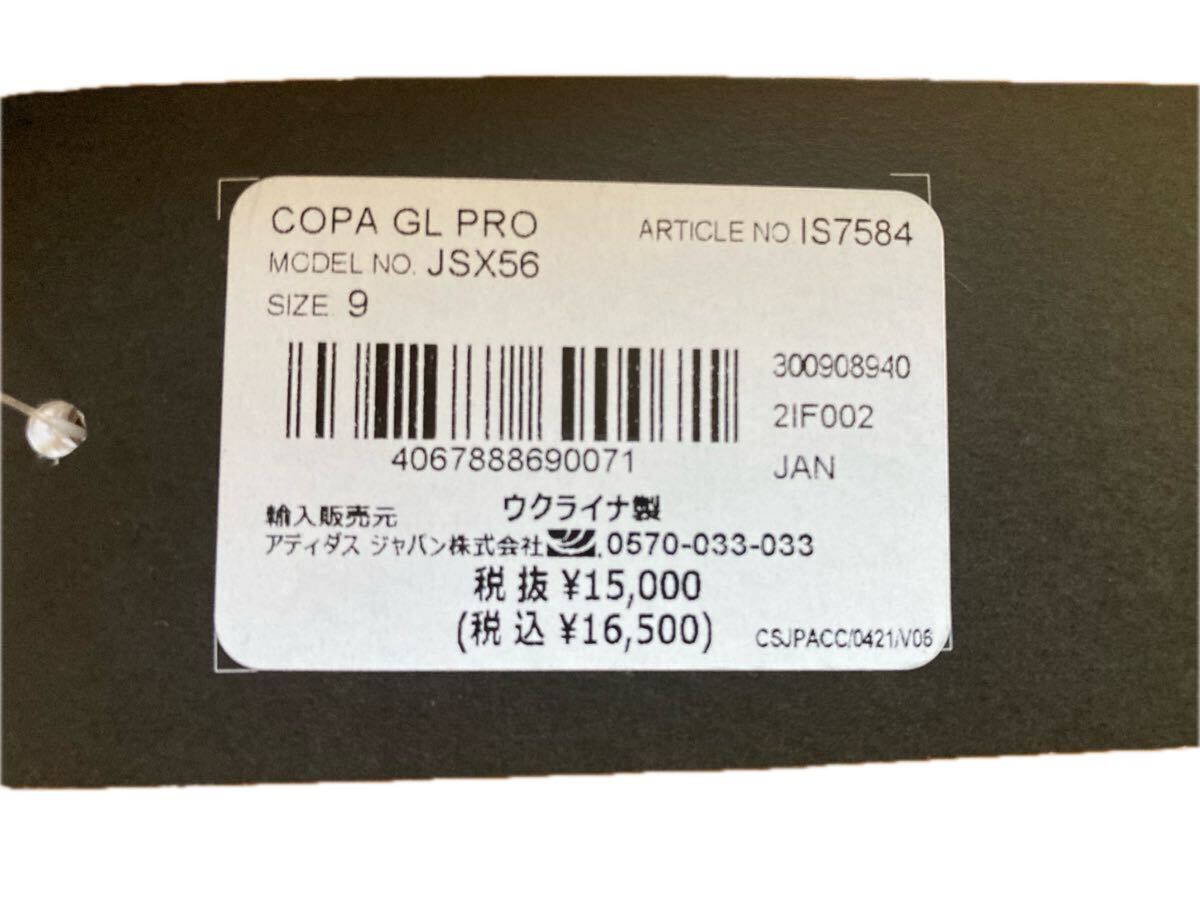 COPA GL PRO
ARTICLE NO IS7584
MODEL NO. JSX56
SIZE 9
300908940
2IF002
4067888690071
JAN
ウクライナ製
輸入販売元
アディダス ジャパン株式会社 0570-033-033
税抜 ¥15,000
(税込 ¥16,500)
CSJPACC/0421/V06